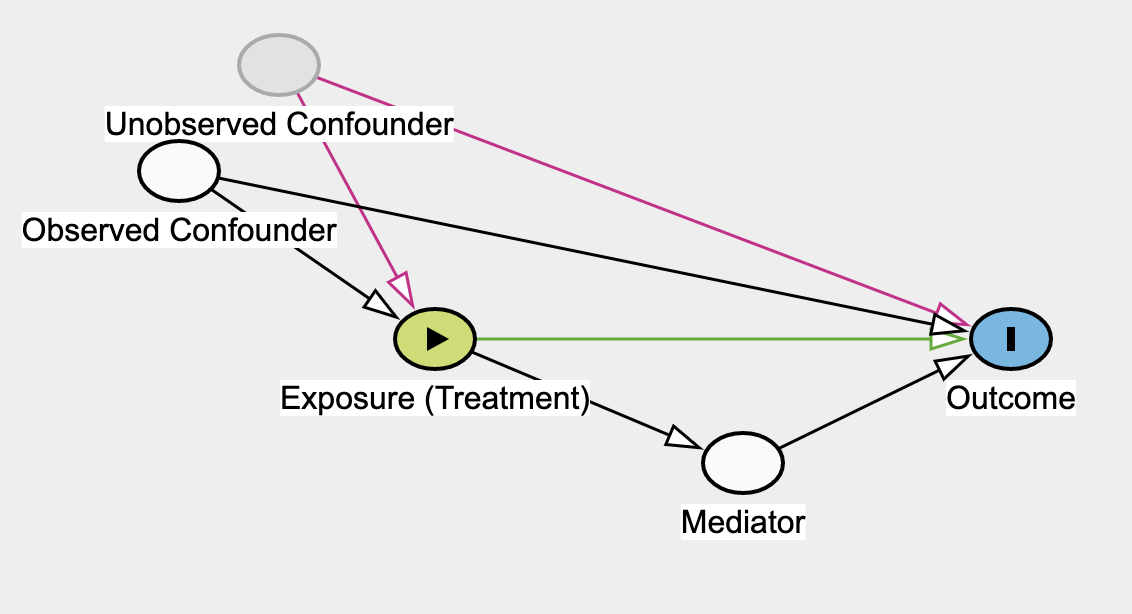 Unobserved Confounder
Observed Confounder
Exposure (Treatment)
Outcome
Mediator